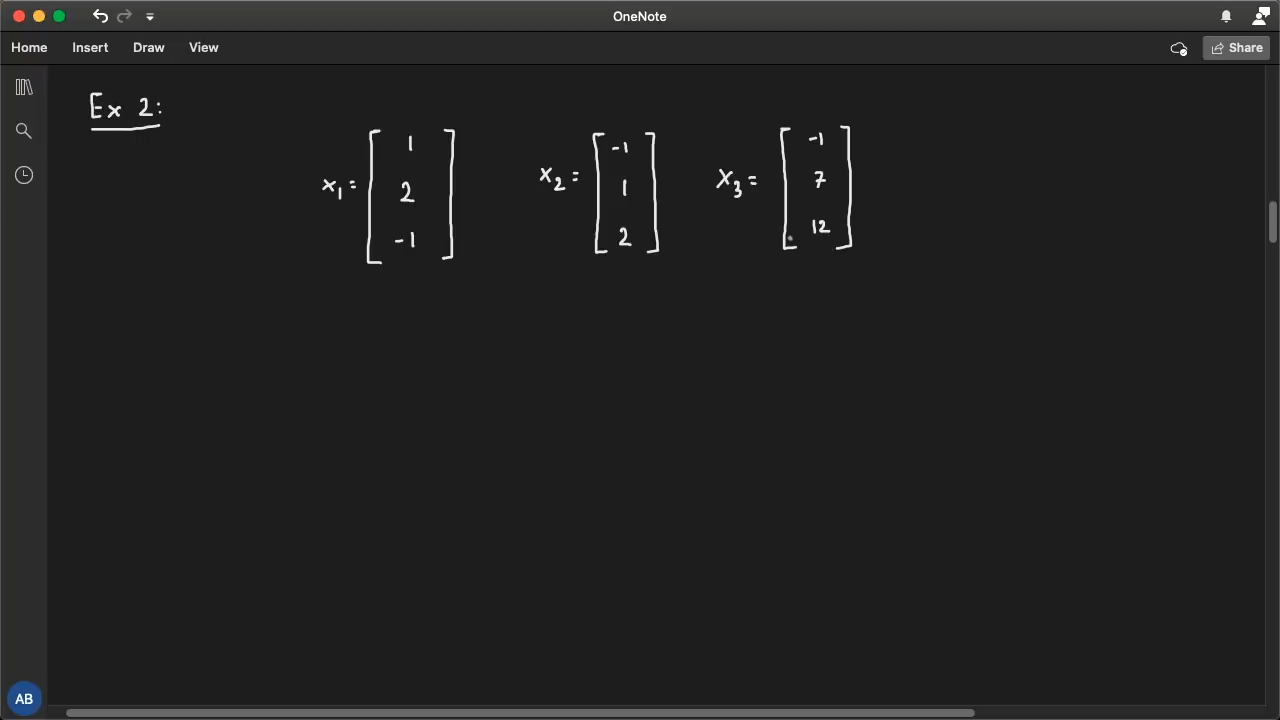 OneNote
Home Insert Draw View Share
Ex 2:
x1 = [ 1 2 -1 ] x2 = [ -1 1 2 ] x3 = [ -1 7 12 ]
AB